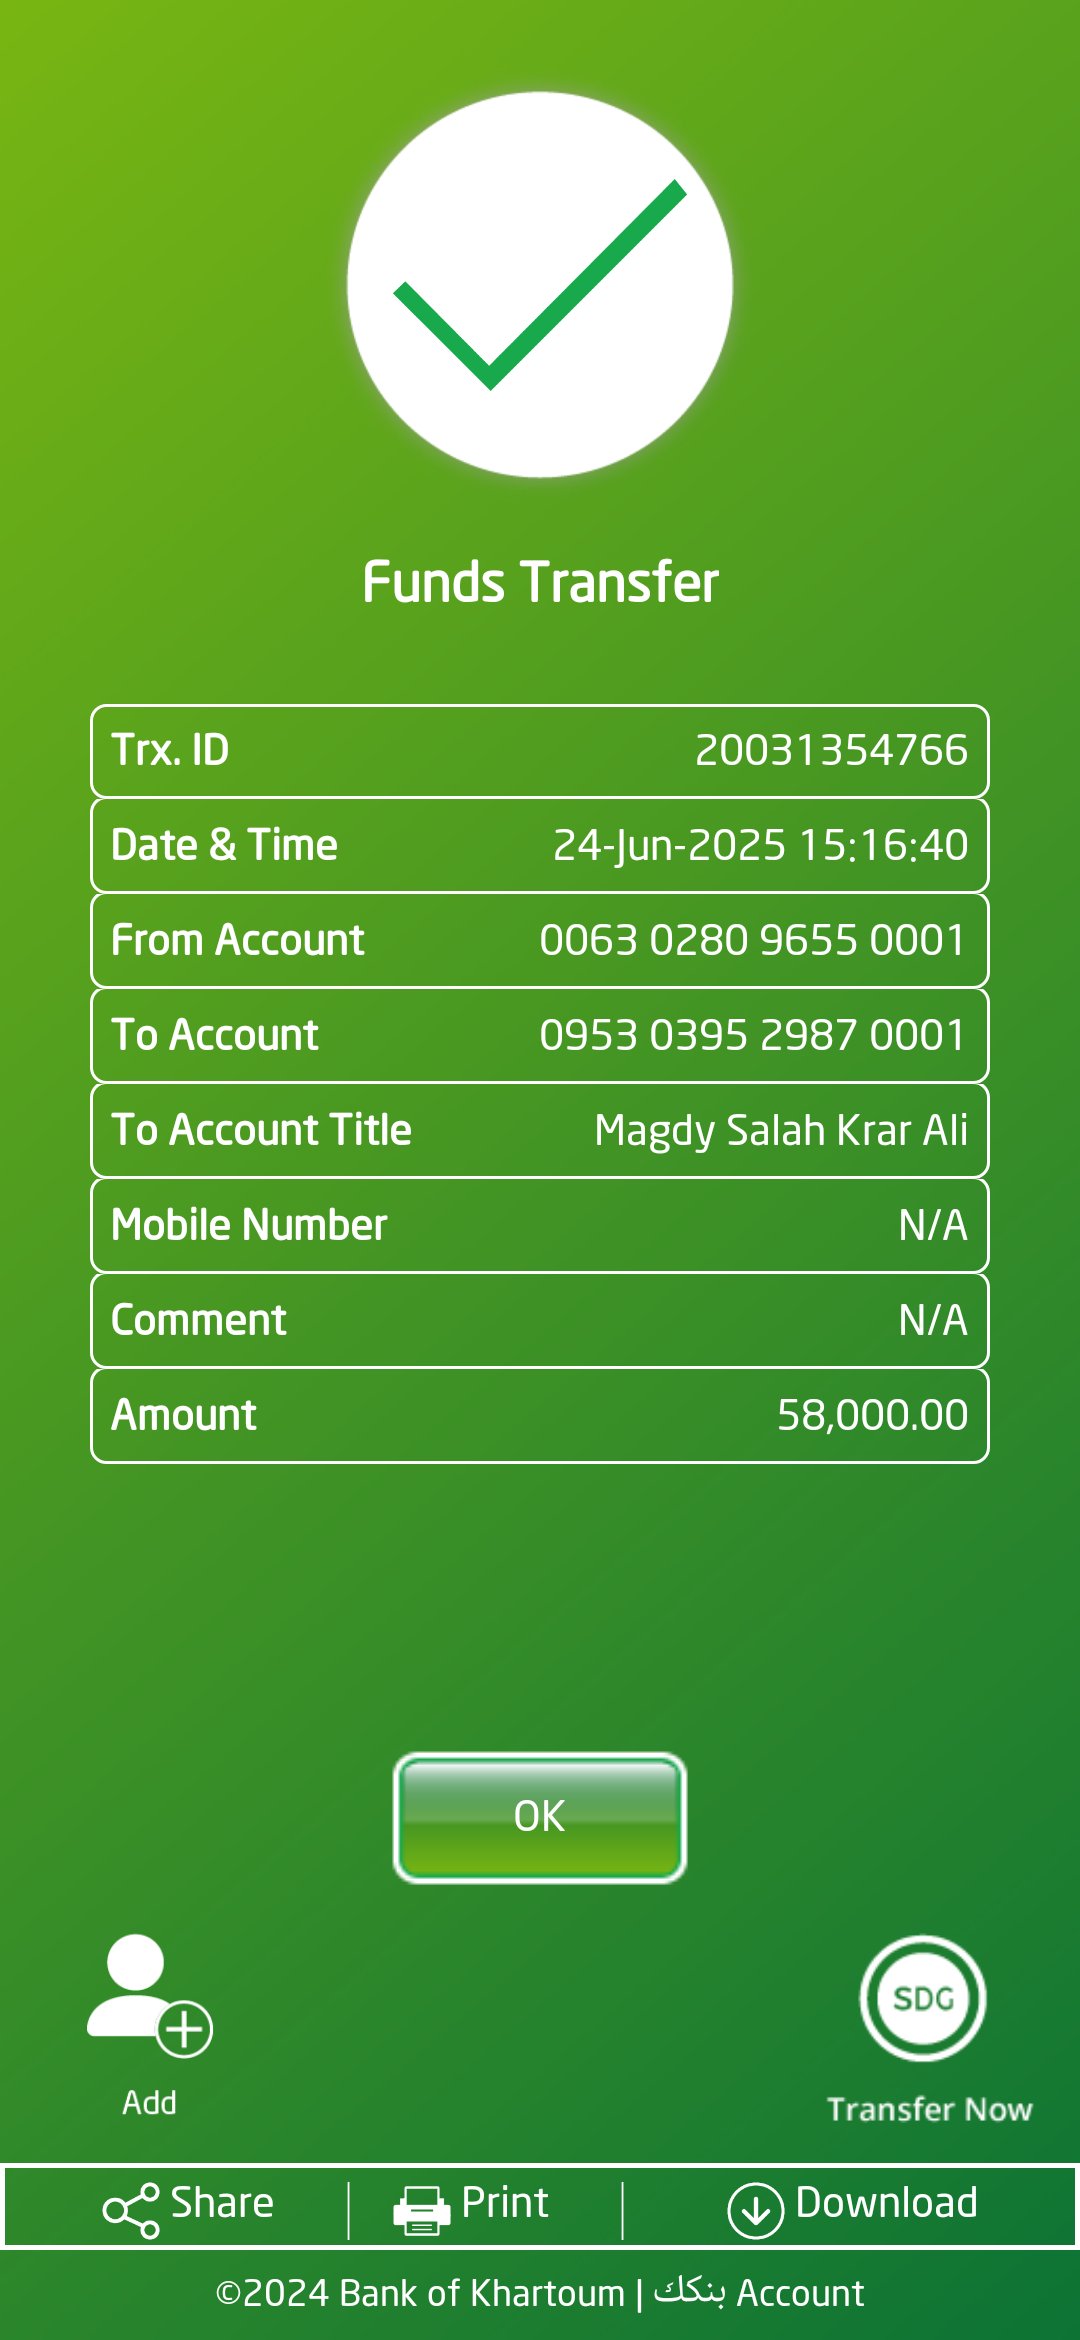 Funds Transfer
Trx. ID 20031354766
Date & Time 24-Jun-2025 15:16:40
From Account 0063 0280 9655 0001
To Account 0953 0395 2987 0001
To Account Title Magdy Salah Krar Ali
Mobile Number N/A
Comment N/A
Amount 58,000.00
OK
SDG
Add Transfer Now
Share Print Download
©2024 Bank of Khartoum | بنكك Account